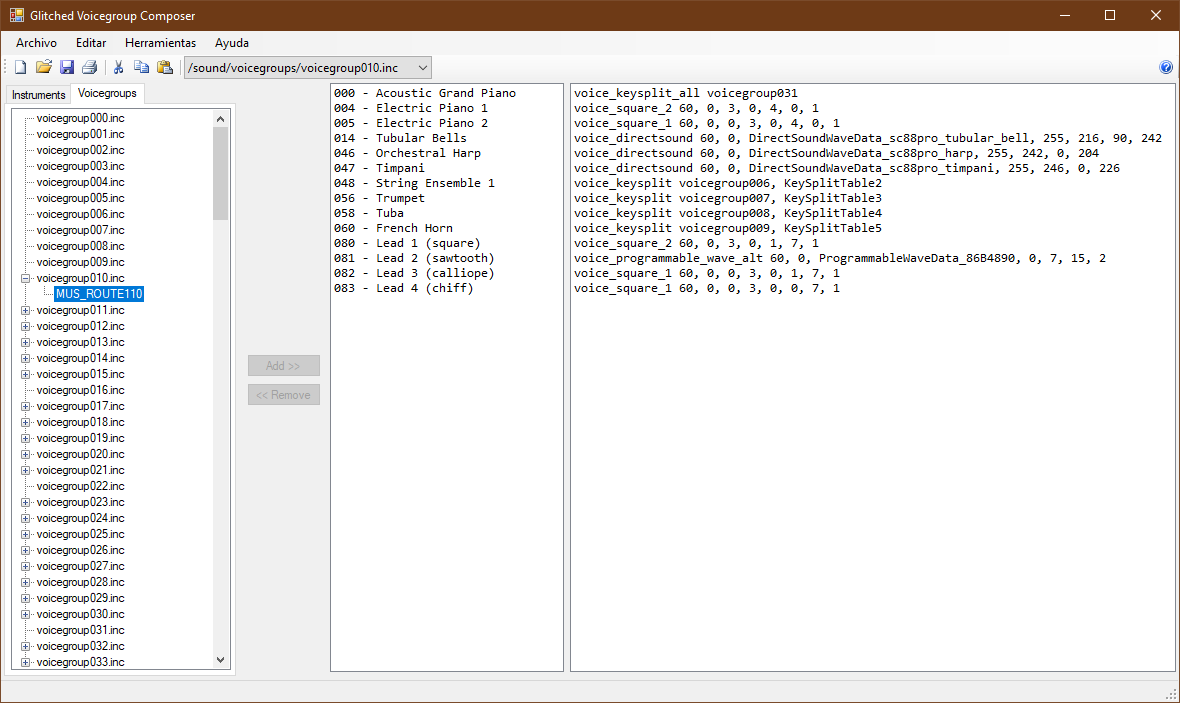 Glitched Voicegroup Composer
Archivo Editar Herramientas Ayuda
/sound/voicegroups/voicegroup010.inc
Instruments Voicegroups
voicegroup000.inc
voicegroup001.inc
voicegroup002.inc
voicegroup003.inc
voicegroup004.inc
voicegroup005.inc
voicegroup006.inc
voicegroup007.inc
voicegroup008.inc
voicegroup009.inc
voicegroup010.inc
MUS_ROUTE110
voicegroup011.inc
voicegroup012.inc
voicegroup013.inc
voicegroup014.inc
voicegroup015.inc
voicegroup016.inc
voicegroup017.inc
voicegroup018.inc
voicegroup019.inc
voicegroup020.inc
voicegroup021.inc
voicegroup022.inc
voicegroup023.inc
voicegroup024.inc
voicegroup025.inc
voicegroup026.inc
voicegroup027.inc
voicegroup028.inc
voicegroup029.inc
voicegroup030.inc
voicegroup031.inc
voicegroup032.inc
voicegroup033.inc
Add >>
<< Remove
000 - Acoustic Grand Piano
004 - Electric Piano 1
005 - Electric Piano 2
014 - Tubular Bells
046 - Orchestral Harp
047 - Timpani
048 - String Ensemble 1
056 - Trumpet
058 - Tuba
060 - French Horn
080 - Lead 1 (square)
081 - Lead 2 (sawtooth)
082 - Lead 3 (calliope)
083 - Lead 4 (chiff)
voice_keysplit_all voicegroup031
voice_square_2 60, 0, 3, 0, 4, 0, 1
voice_square_1 60, 0, 0, 3, 0, 4, 0, 1
voice_directsound 60, 0, DirectSoundWaveData_sc88pro_tubular_bell, 255, 216, 90, 242
voice_directsound 60, 0, DirectSoundWaveData_sc88pro_harp, 255, 242, 0, 204
voice_directsound 60, 0, DirectSoundWaveData_sc88pro_timpani, 255, 246, 0, 226
voice_keysplit voicegroup006, KeySplitTable2
voice_keysplit voicegroup007, KeySplitTable3
voice_keysplit voicegroup008, KeySplitTable4
voice_keysplit voicegroup009, KeySplitTable5
voice_square_2 60, 0, 3, 0, 1, 7, 1
voice_programmable_wave_alt 60, 0, ProgrammableWaveData_86B4890, 0, 7, 15, 2
voice_square_1 60, 0, 0, 3, 0, 1, 7, 1
voice_square_1 60, 0, 0, 3, 0, 0, 7, 1